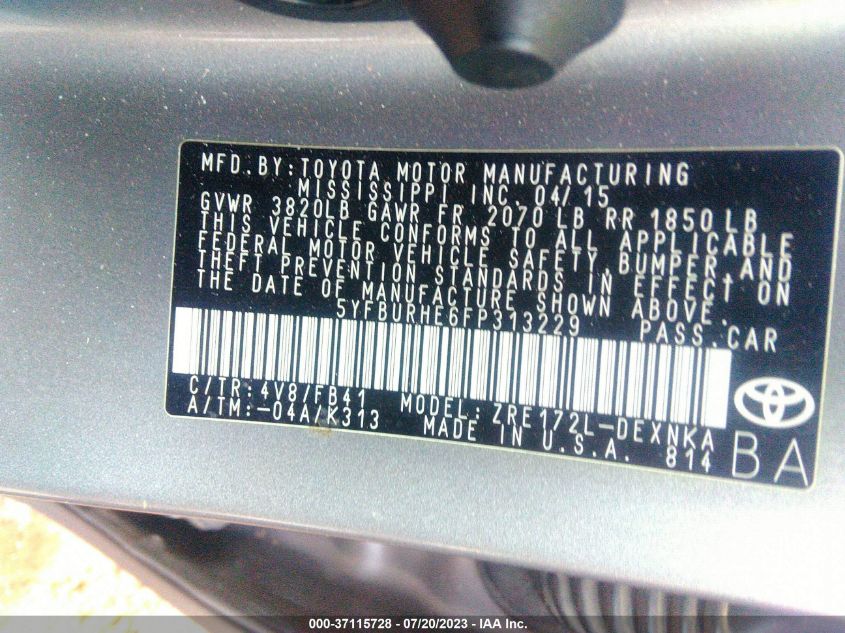 MFD.BY:TOYOTA MOTOR MANUFACTURING
MISSISSIPPI INC. 04/15
GVWR 3820LB GAWR FR 2070 LB RR 1850 LB
THIS VEHICLE CONFORMS TO ALL APPLICABLE
FEDERAL MOTOR VEHICLE SAFETY,BUMPER,AND
THEFT PREVENTION STANDARDS IN EFFECT ON
THE DATE OF MANUFACTURE SHOWN ABOVE.
5YFBURHE6FP313229 PASS.CAR
C/TR:4V8/FB41 MODEL:ZRE172L-DEXNKA
A/TM:-04A/K313 MADE IN U.S.A. 814
BA
TOYOTA
000-37115728 - 07/20/2023 - IAA Inc.